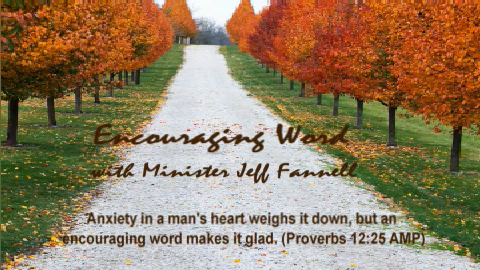 Encouraging Word
with Minister Jeff Fannell
Anxiety in a man's heart weighs it down, but an
encouraging word makes it glad. (Proverbs 12:25 AMP)